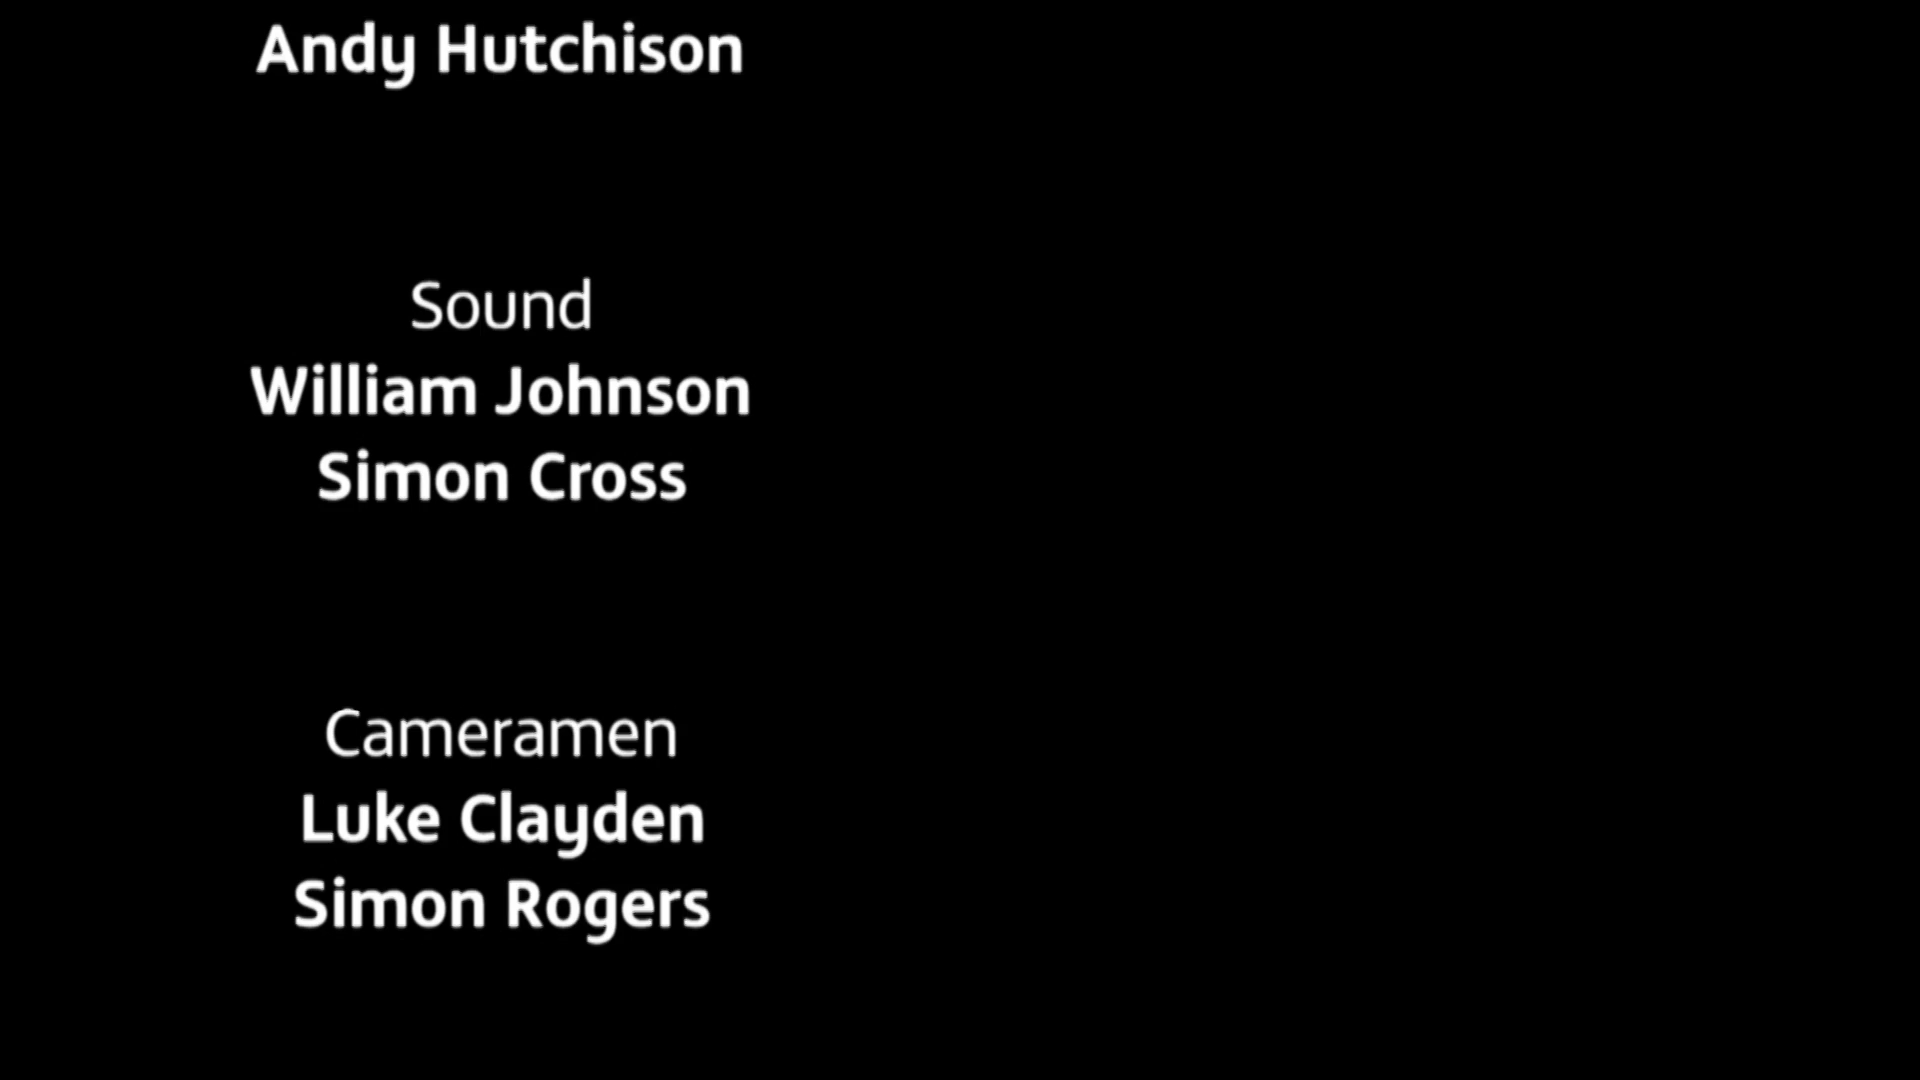 Andy Hutchison
Sound
William Johnson
Simon Cross
Cameramen
Luke Clayden
Simon Rogers